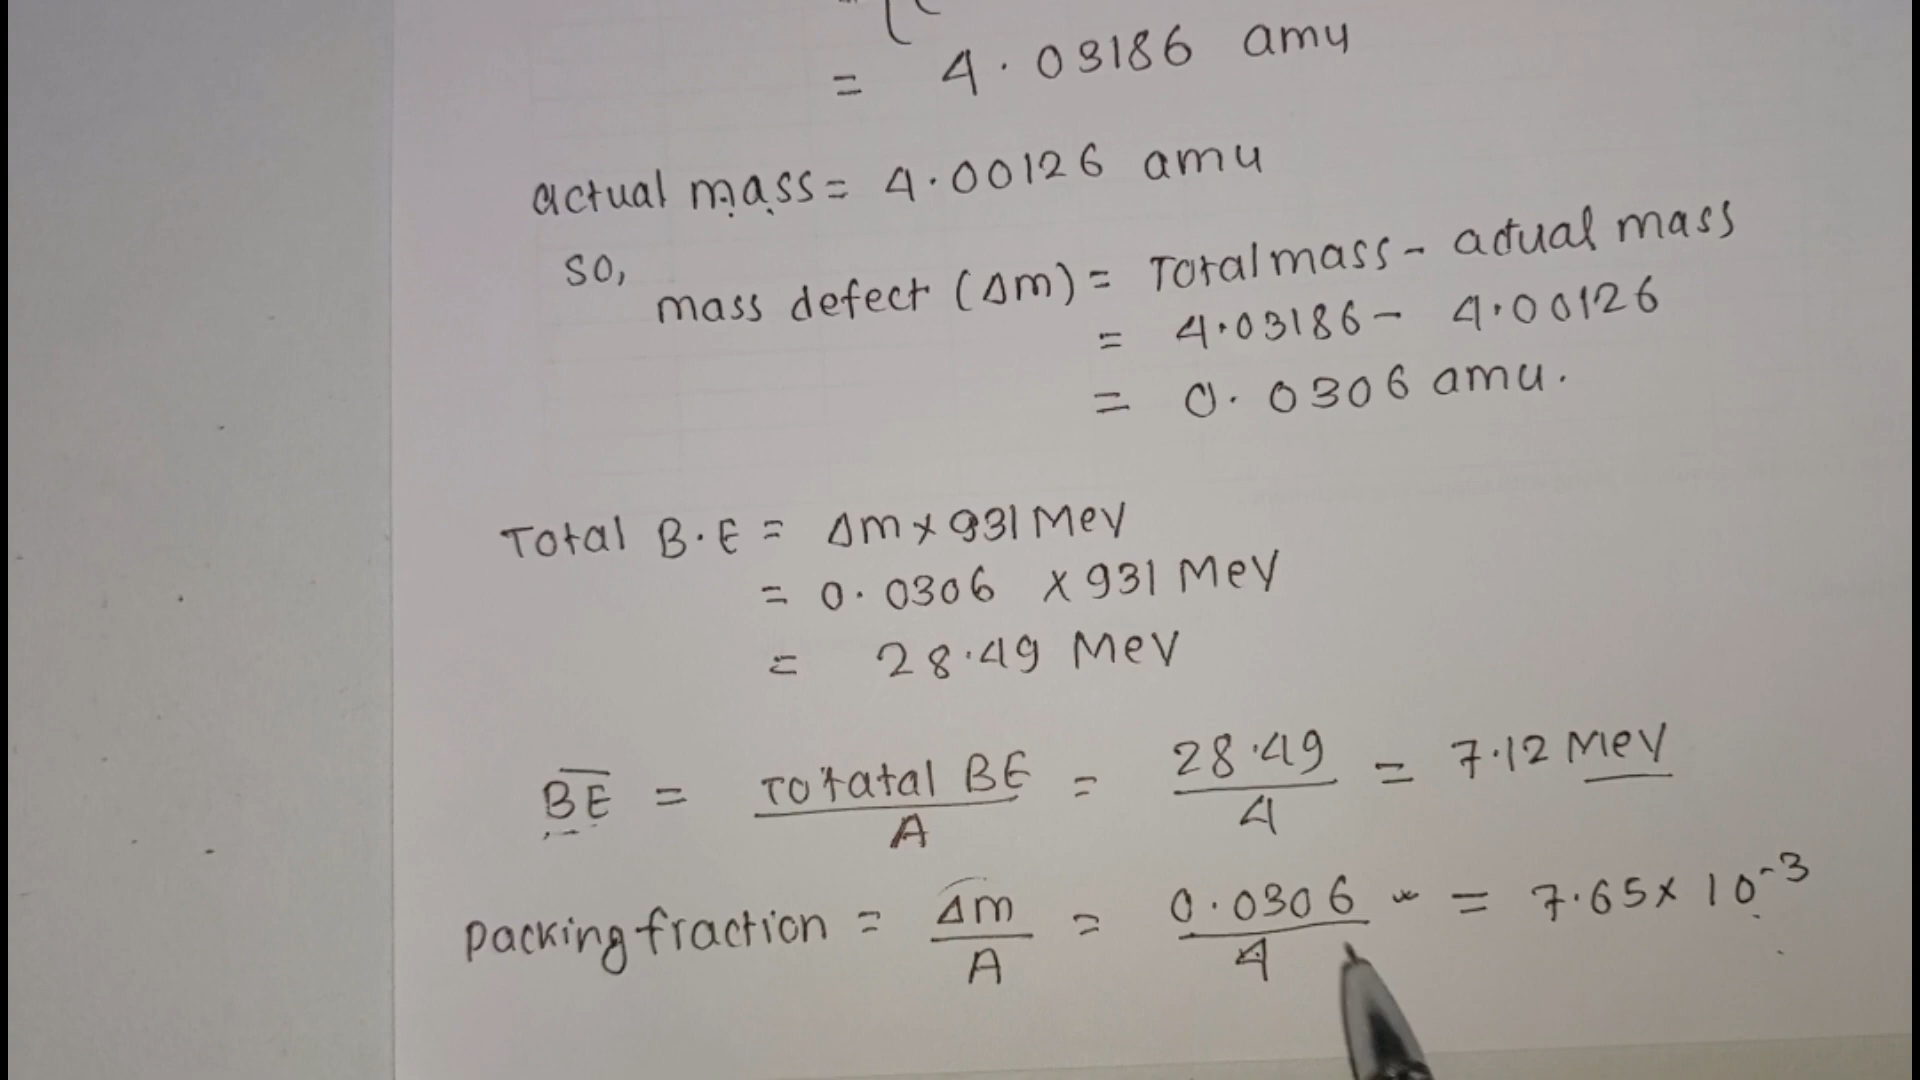 = 4.03186 amu
actual mass = 4.00126 amu
so,
mass defect (Δm) = Total mass - actual mass
= 4.03186 - 4.00126
= 0.0306 amu.
Total B.E = Δm x 931 MeV
= 0.0306 x 931 MeV
= 28.49 MeV
B̅E̅ = Totatal BE / A = 28.49 / 4 = 7.12 MeV
packing fraction = Δm / A = 0.0306 / 4 = 7.65 x 10⁻³